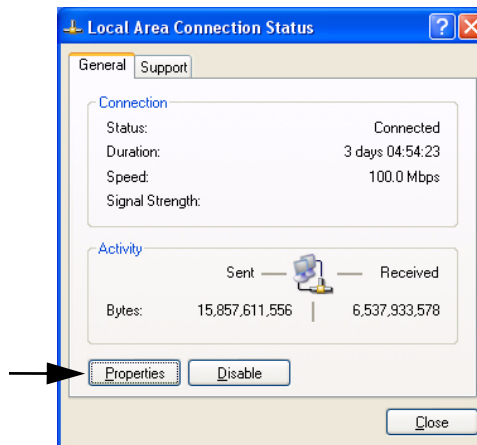 Local Area Connection Status
General Support
Connection
Status: Connected
Duration: 3 days 04:54:23
Speed: 100.0 Mbps
Signal Strength:
Activity
Sent — — Received
Bytes: 15,857,611,556 | 6,537,933,578
Properties Disable
Close